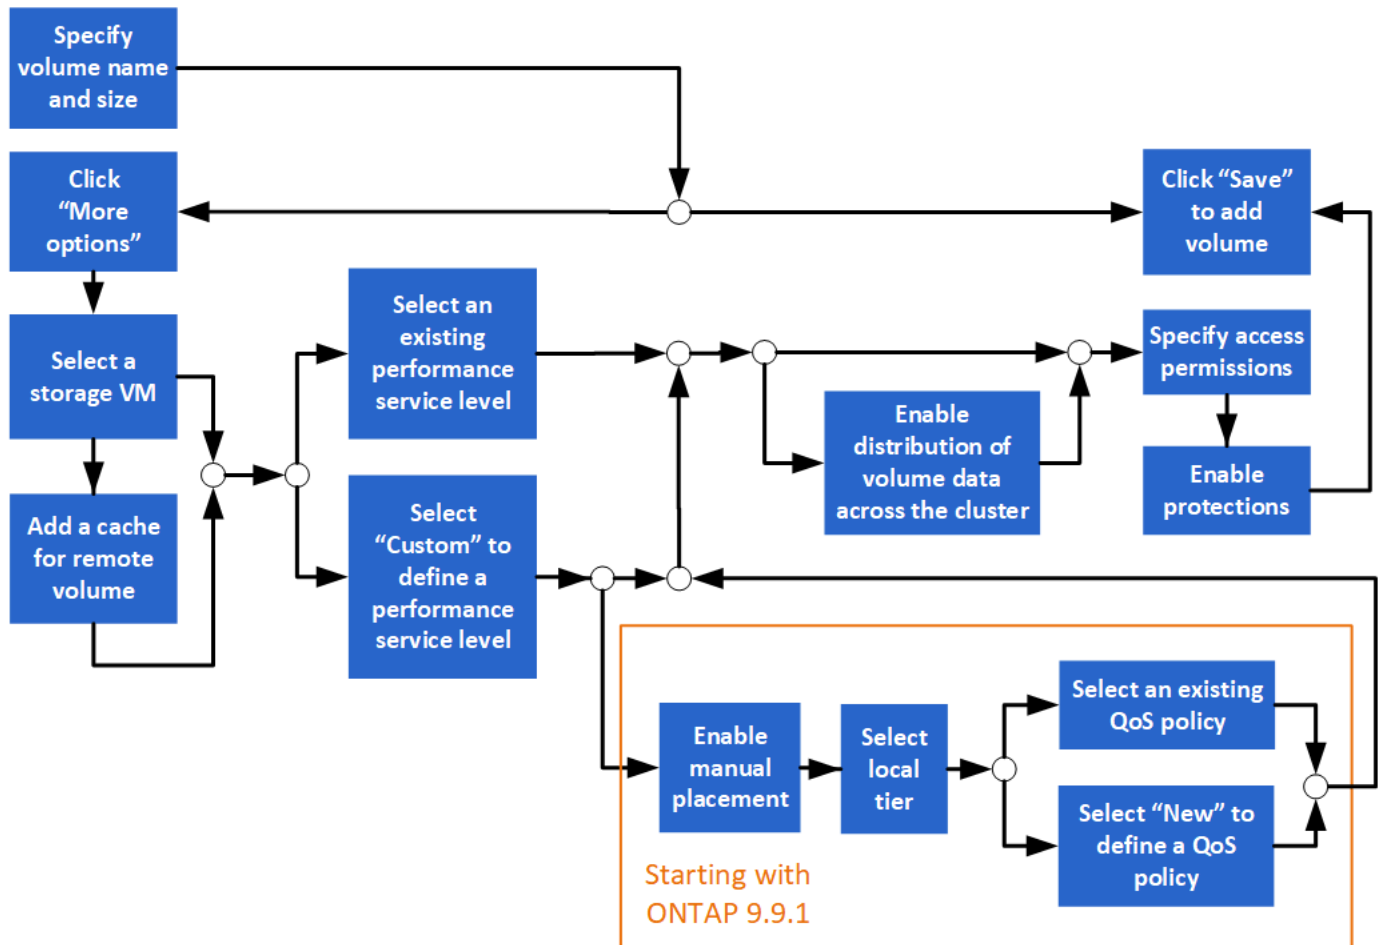 Specify
volume name
and size
Click
“More
options”
Click “Save”
to add
volume
Select a
storage VM
Select an
existing
performance
service level
Specify access
permissions
Enable
distribution of
volume data
across the cluster
Enable
protections
Add a cache
for remote
volume
Select
“Custom” to
define a
performance
service level
Enable
manual
placement
Select
local
tier
Select an existing
QoS policy
Select “New” to
define a QoS
policy
Starting with
ONTAP 9.9.1